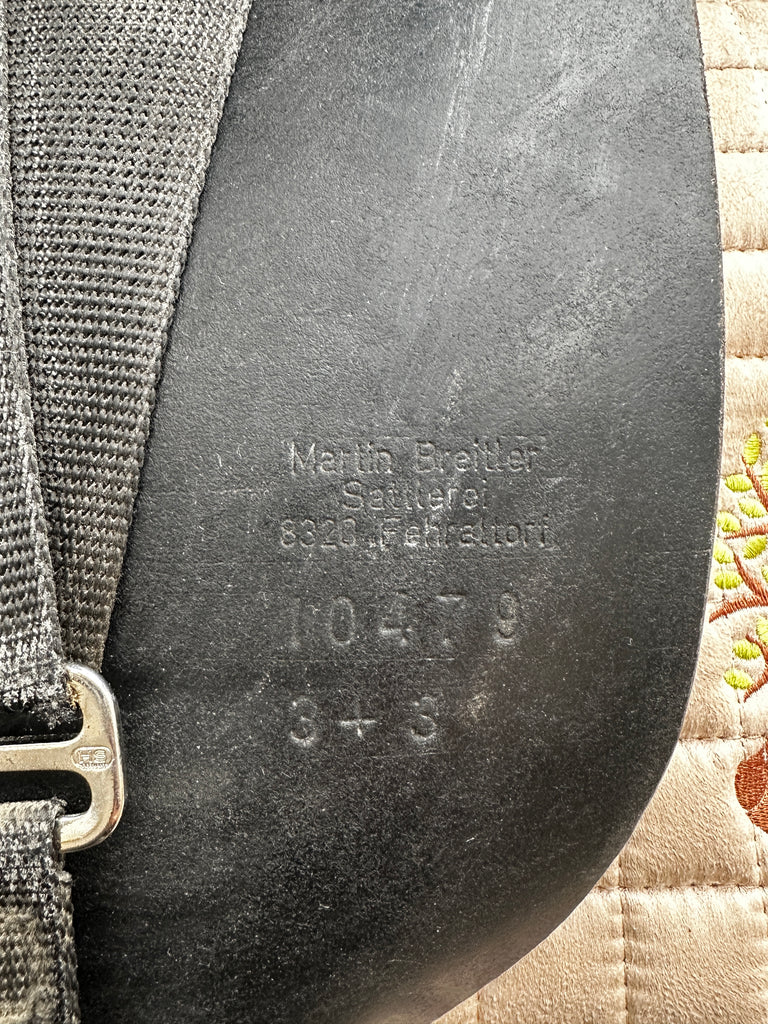 Martin Breitler
Sattlerei
8320 Fehraltorf
10479
3+3